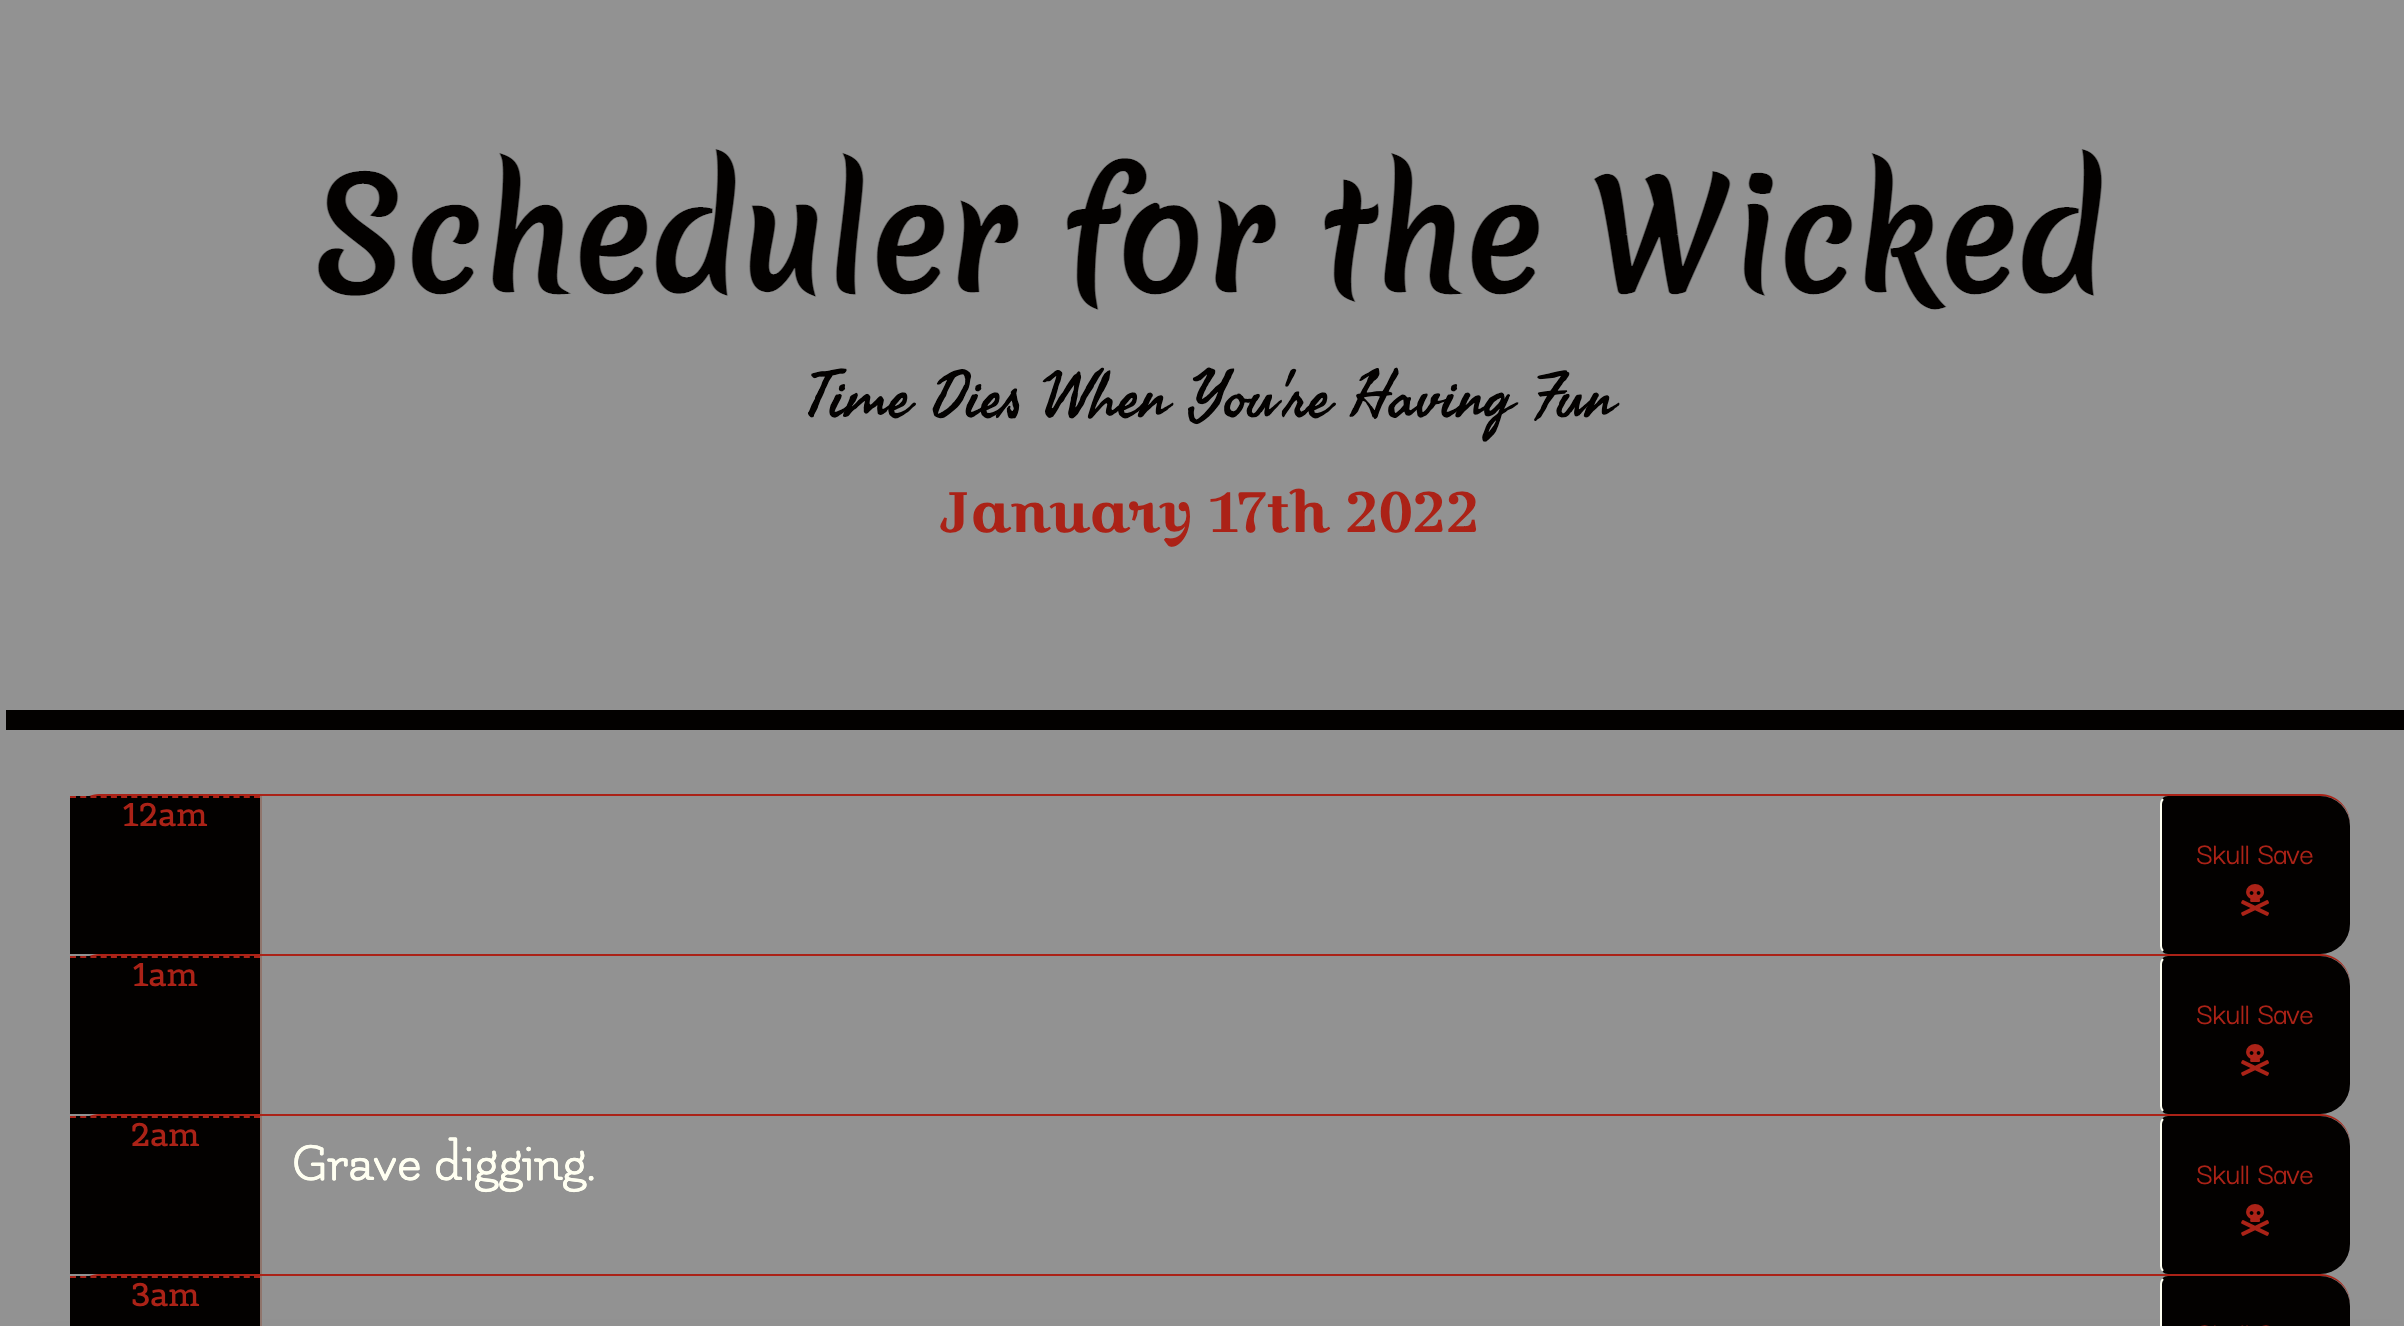 Scheduler for the Wicked
Time Dies When You're Having Fun
January 17th 2022
12am
Skull Save
1am
Skull Save
2am
Grave digging.
Skull Save
3am